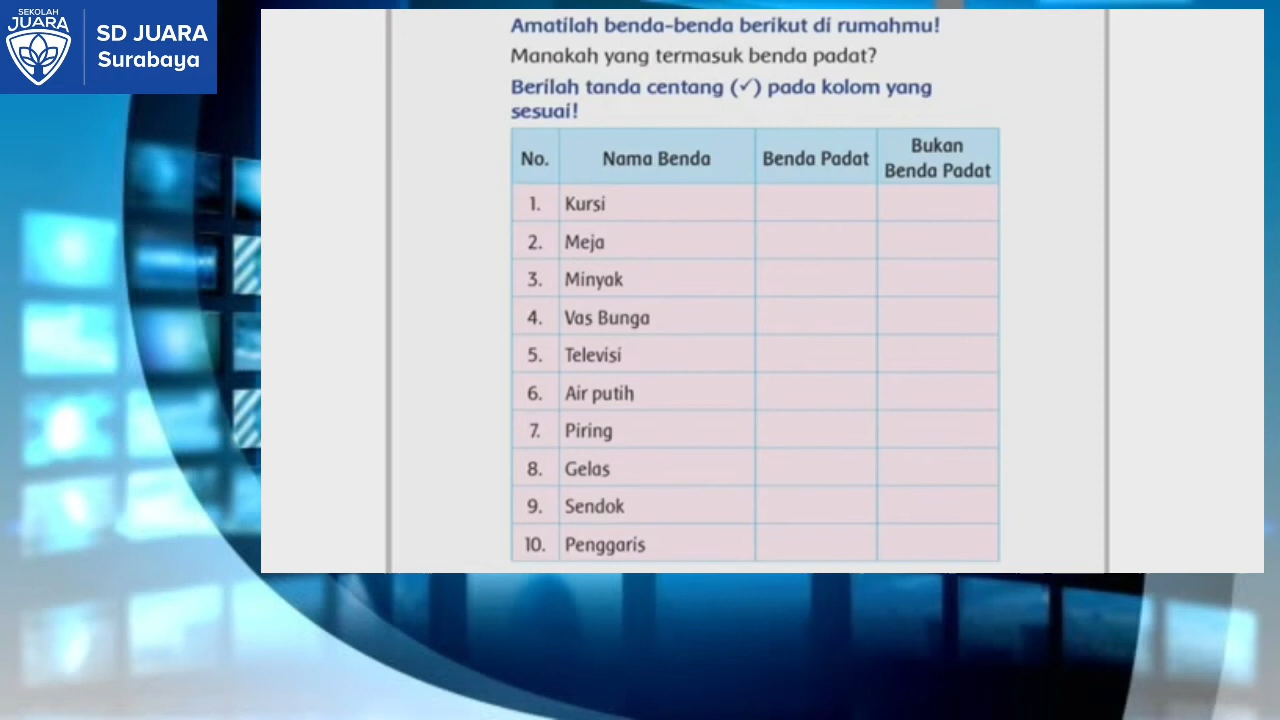 SEKOLAH
JUARA
SD JUARA
Surabaya
Amatilah benda-benda berikut di rumahmu!
Manakah yang termasuk benda padat?
Berilah tanda centang (✓) pada kolom yang
sesuai!
No. Nama Benda Benda Padat Bukan Benda Padat
1. Kursi
2. Meja
3. Minyak
4. Vas Bunga
5. Televisi
6. Air putih
7. Piring
8. Gelas
9. Sendok
10. Penggaris